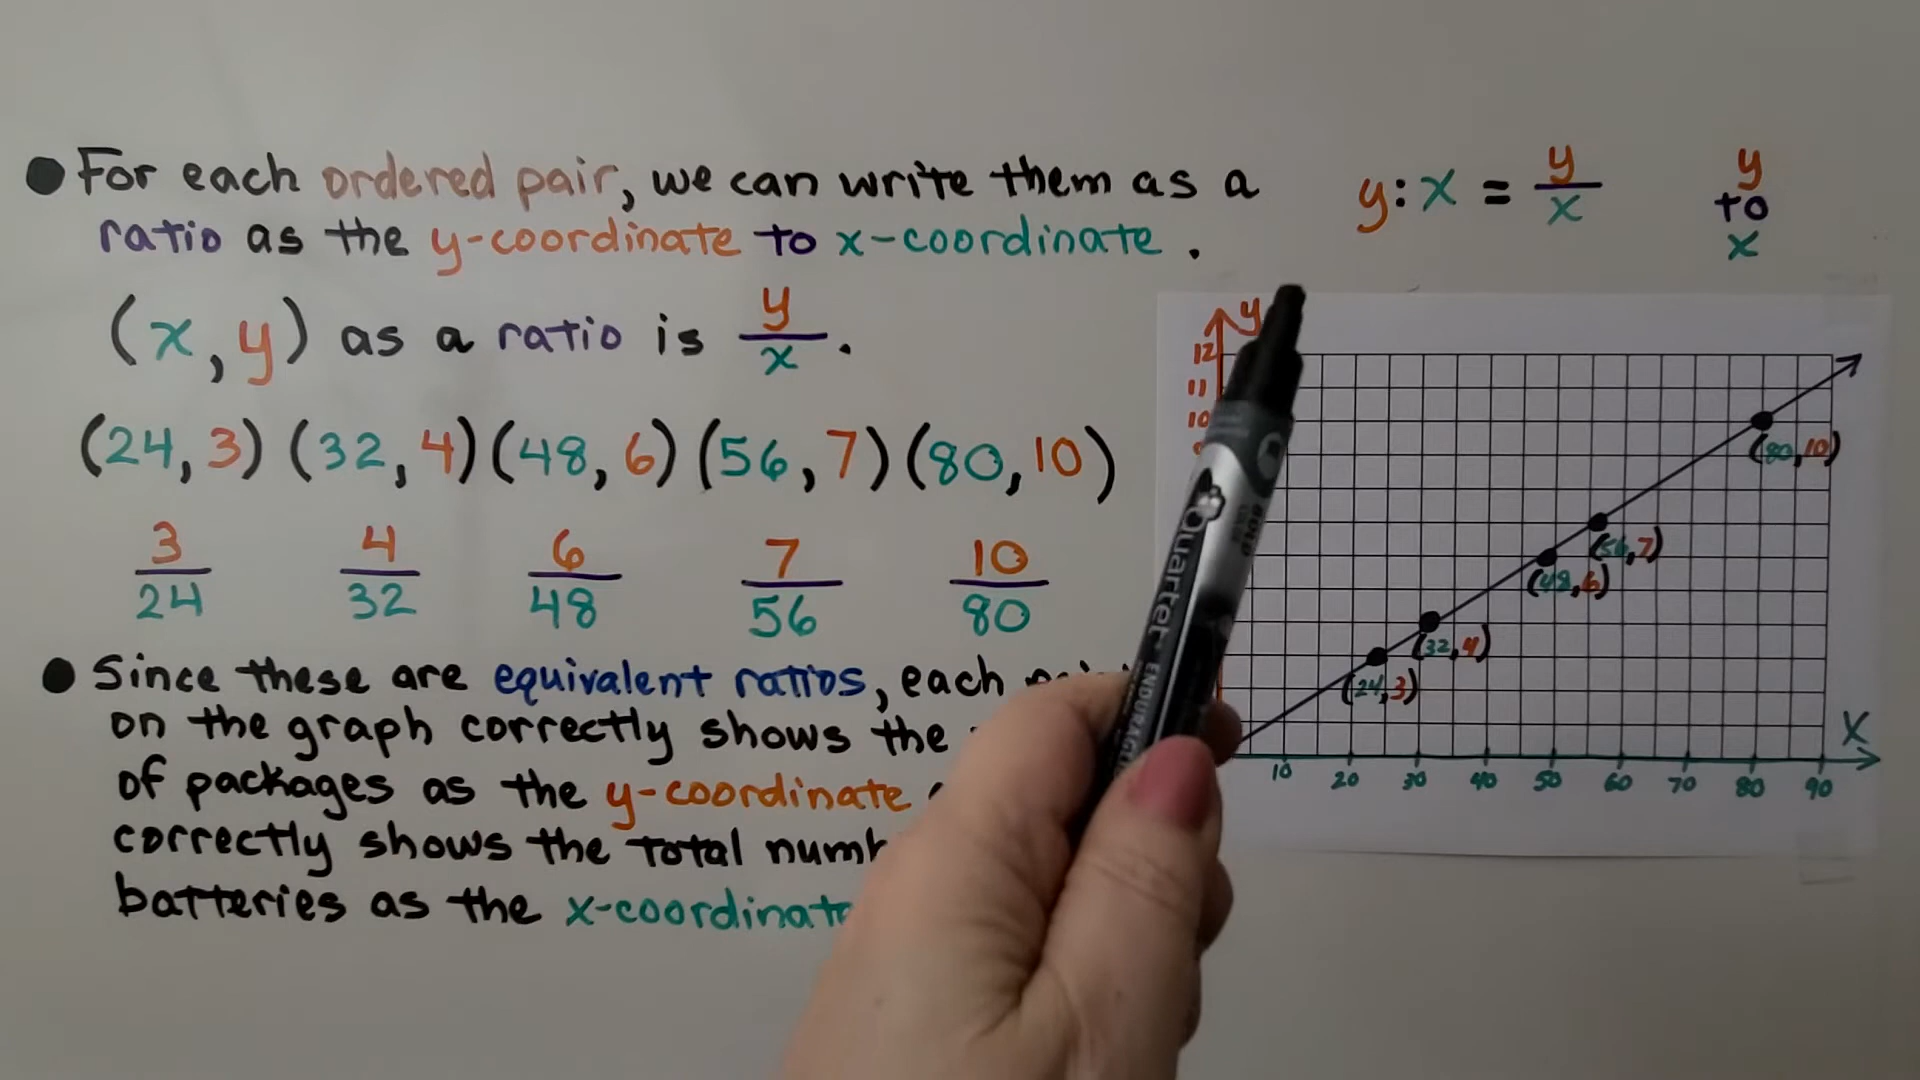 For each ordered pair, we can write them as a
ratio as the y-coordinate to x-coordinate.
y:x = y/x
y
to
x
(x,y) as a ratio is y/x.
(24,3) (32,4) (48,6) (56,7) (80,10)
3/24 4/32 6/48 7/56 10/80
Since these are equivalent ratios, each
on the graph correctly shows the
of packages as the y-coordinate
correctly shows the total
batteries as the x-coordinate
y
12
11
10
(80,10)
(56,7)
(48,6)
(32,4)
(24,3)
X
10 20 30 40 50 60 70 80 90
Quartet
ENDURAGLIDE
BOLD